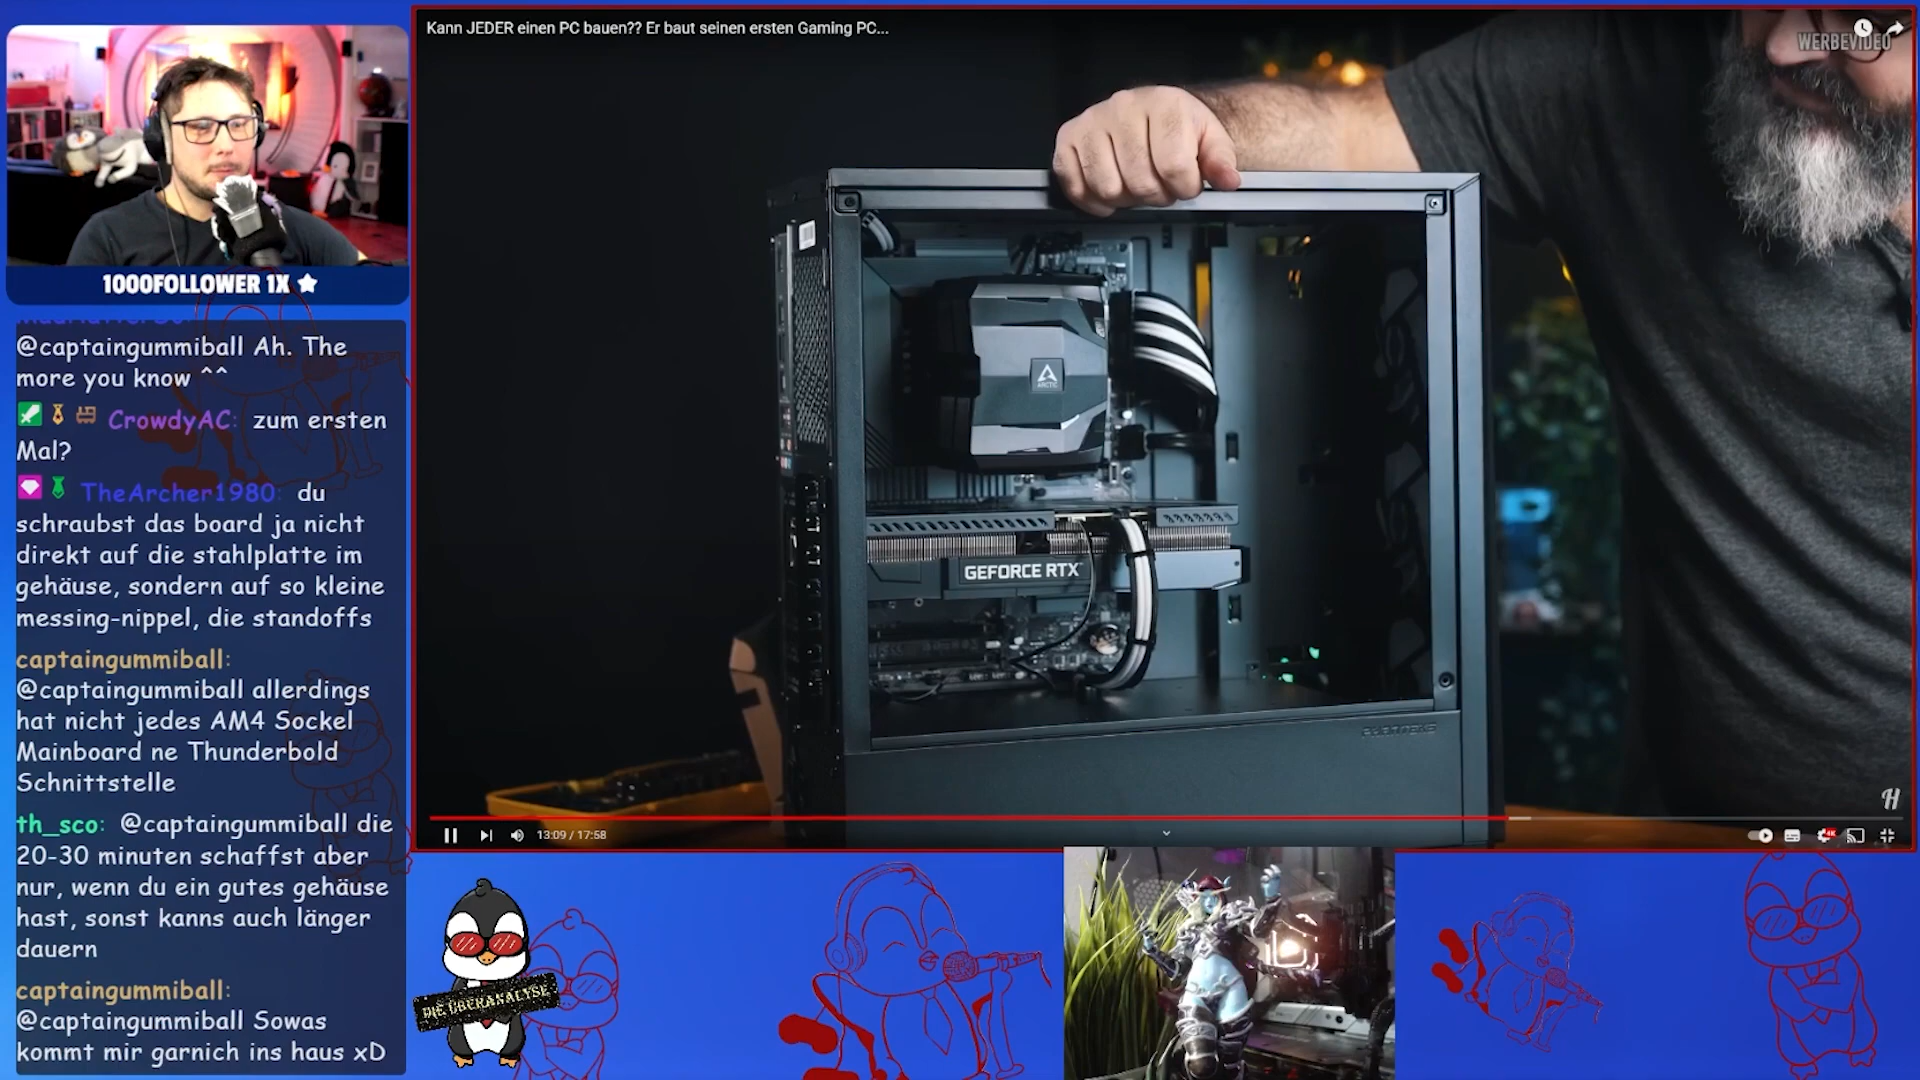 Kann JEDER einen PC bauen?? Er baut seinen ersten Gaming PC...
WERBEVIDEO
1000FOLLOWER 1X
@captaingummiball Ah. The
more you know ^^
CrowdyAC: zum ersten
Mal?
TheArcher1980: du
schraubst das board ja nicht
direkt auf die stahlplatte im
gehäuse, sondern auf so kleine
messing-nippel, die standoffs
captaingummiball:
@captaingummiball allerdings
hat nicht jedes AM4 Sockel
Mainboard ne Thunderbold
Schnittstelle
th_sco: @captaingummiball die
20-30 minuten schaffst aber
nur, wenn du ein gutes gehäuse
hast, sonst kanns auch länger
dauern
captaingummiball:
@captaingummiball Sowas
kommt mir garnich ins haus xD
ARCTIC
GEFORCE RTX
PHANTEKS
H
13:09 / 17:58
4K
DIE ÜBERANALYSE